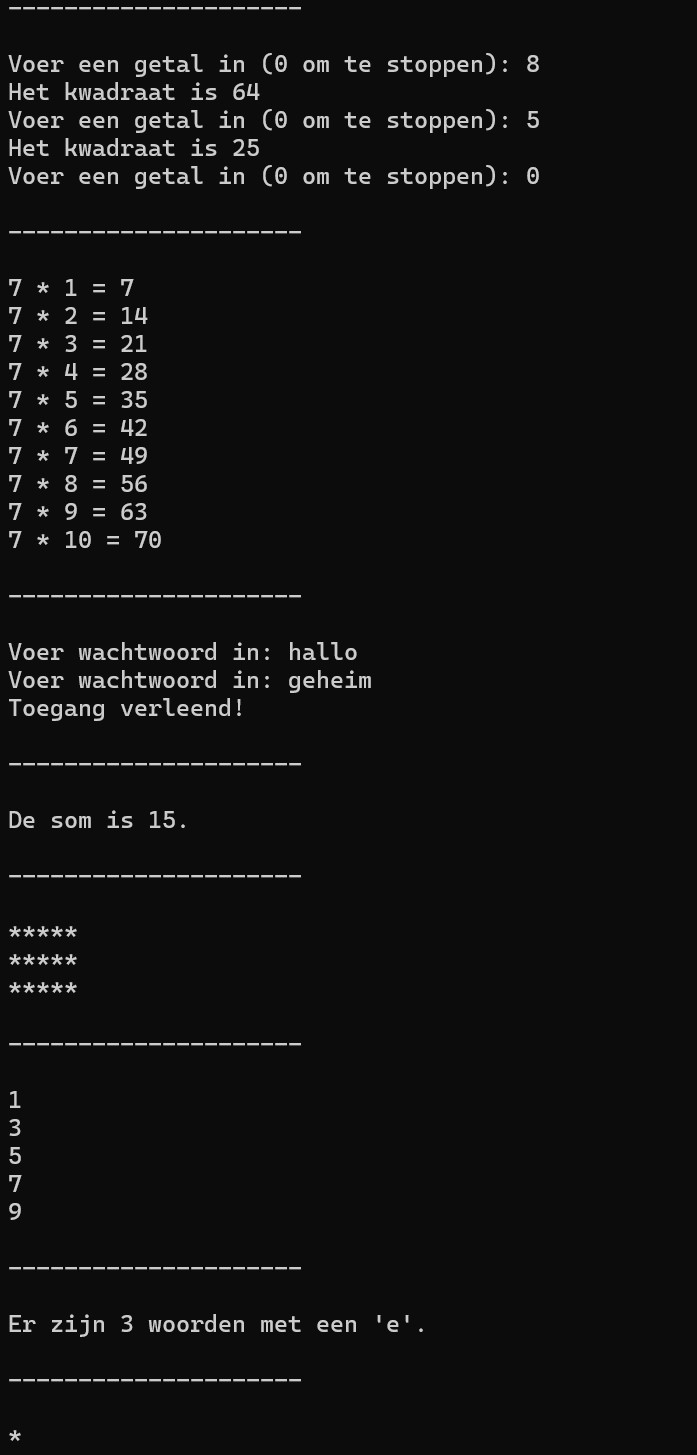 ---------------------
Voer een getal in (0 om te stoppen): 8
Het kwadraat is 64
Voer een getal in (0 om te stoppen): 5
Het kwadraat is 25
Voer een getal in (0 om te stoppen): 0
---------------------
7 * 1 = 7
7 * 2 = 14
7 * 3 = 21
7 * 4 = 28
7 * 5 = 35
7 * 6 = 42
7 * 7 = 49
7 * 8 = 56
7 * 9 = 63
7 * 10 = 70
---------------------
Voer wachtwoord in: hallo
Voer wachtwoord in: geheim
Toegang verleend!
---------------------
De som is 15.
---------------------
*****
*****
*****
---------------------
1
3
5
7
9
---------------------
Er zijn 3 woorden met een 'e'.
---------------------
*